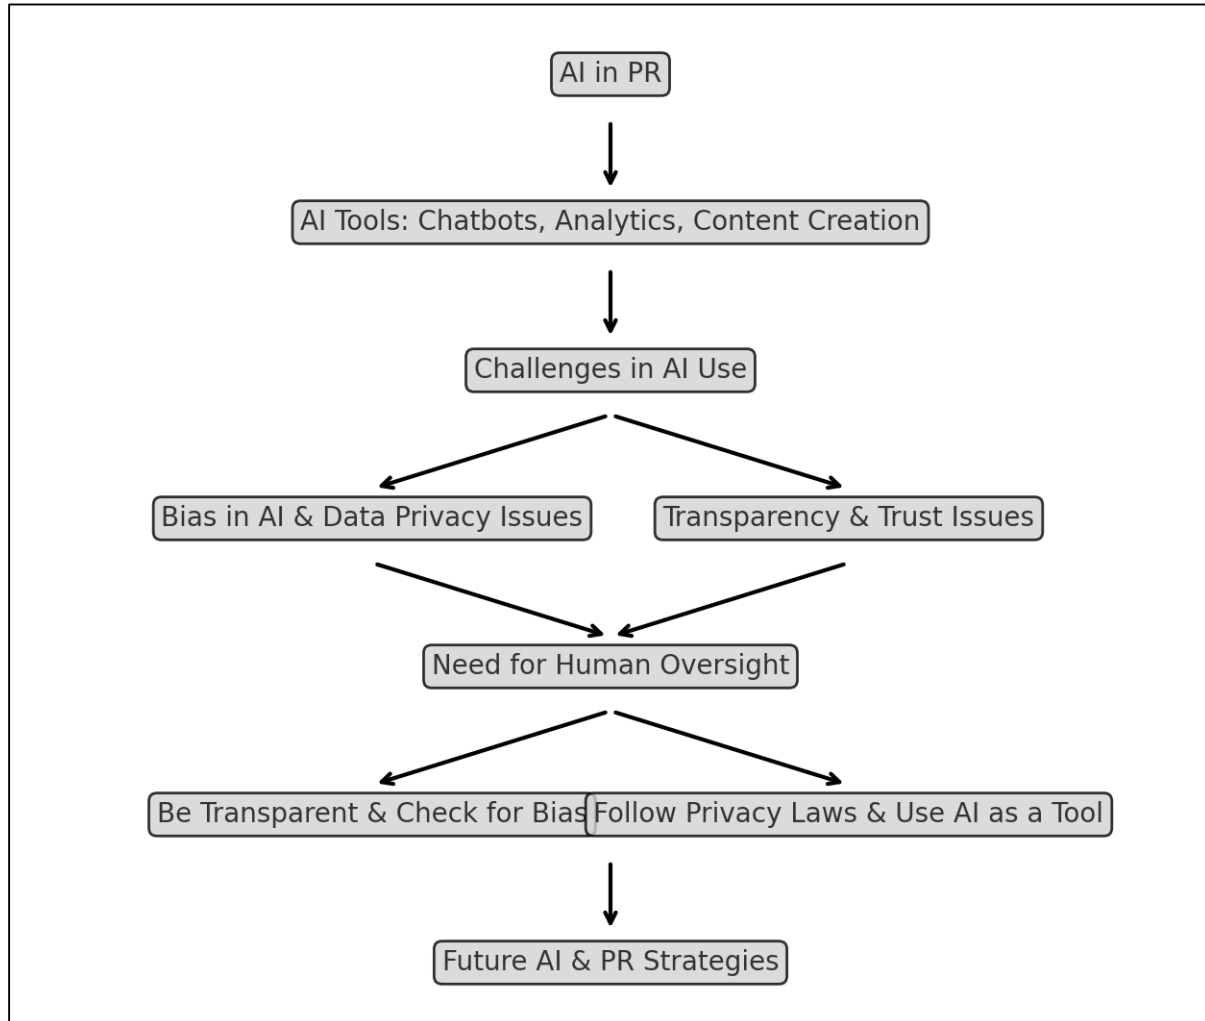 AI in PR
AI Tools: Chatbots, Analytics, Content Creation
Challenges in AI Use
Bias in AI & Data Privacy Issues
Transparency & Trust Issues
Need for Human Oversight
Be Transparent & Check for Bias
Follow Privacy Laws & Use AI as a Tool
Future AI & PR Strategies